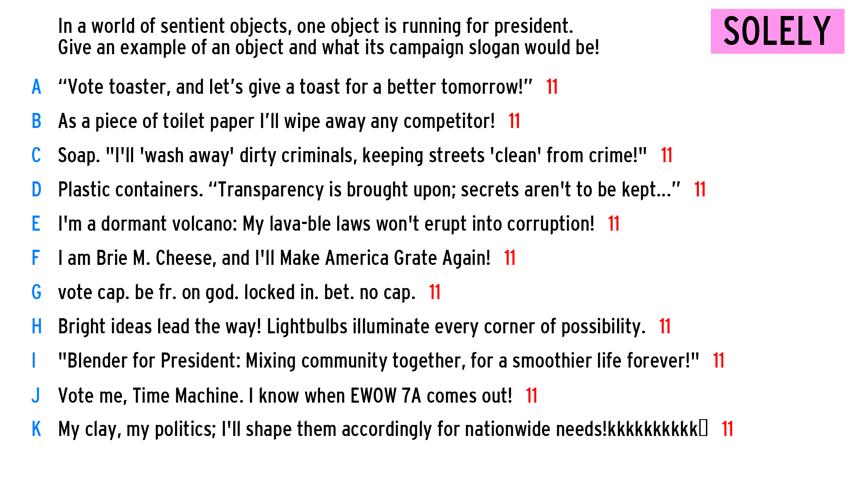 In a world of sentient objects, one object is running for president.
Give an example of an object and what its campaign slogan would be!
SOLELY
A “Vote toaster, and let’s give a toast for a better tomorrow!” 11
B As a piece of toilet paper I’ll wipe away any competitor! 11
C Soap. "I'll 'wash away' dirty criminals, keeping streets 'clean' from crime!" 11
D Plastic containers. “Transparency is brought upon; secrets aren't to be kept...” 11
E I'm a dormant volcano: My lava-ble laws won't erupt into corruption! 11
F I am Brie M. Cheese, and I'll Make America Grate Again! 11
G vote cap. be fr. on god. locked in. bet. no cap. 11
H Bright ideas lead the way! Lightbulbs illuminate every corner of possibility. 11
I "Blender for President: Mixing community together, for a smoothier life forever!" 11
J Vote me, Time Machine. I know when EWOW 7A comes out! 11
K My clay, my politics; I'll shape them accordingly for nationwide needs!kkkkkkkkkk▯ 11